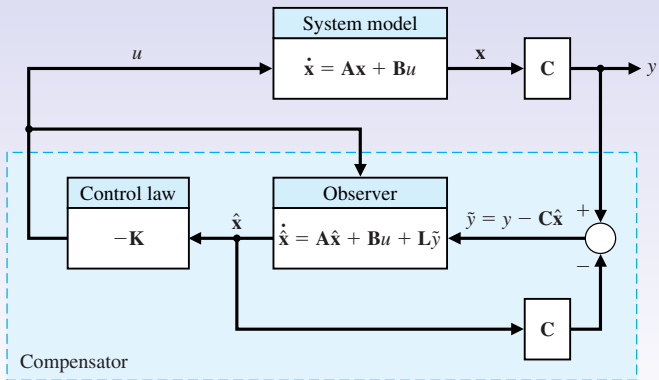 System model
u
ẋ = Ax + Bu
x
C
y
Control law
−K
x̂
Observer
x̂̇ = Ax̂ + Bu + Lỹ
ỹ = y − Cx̂
+
−
C
Compensator